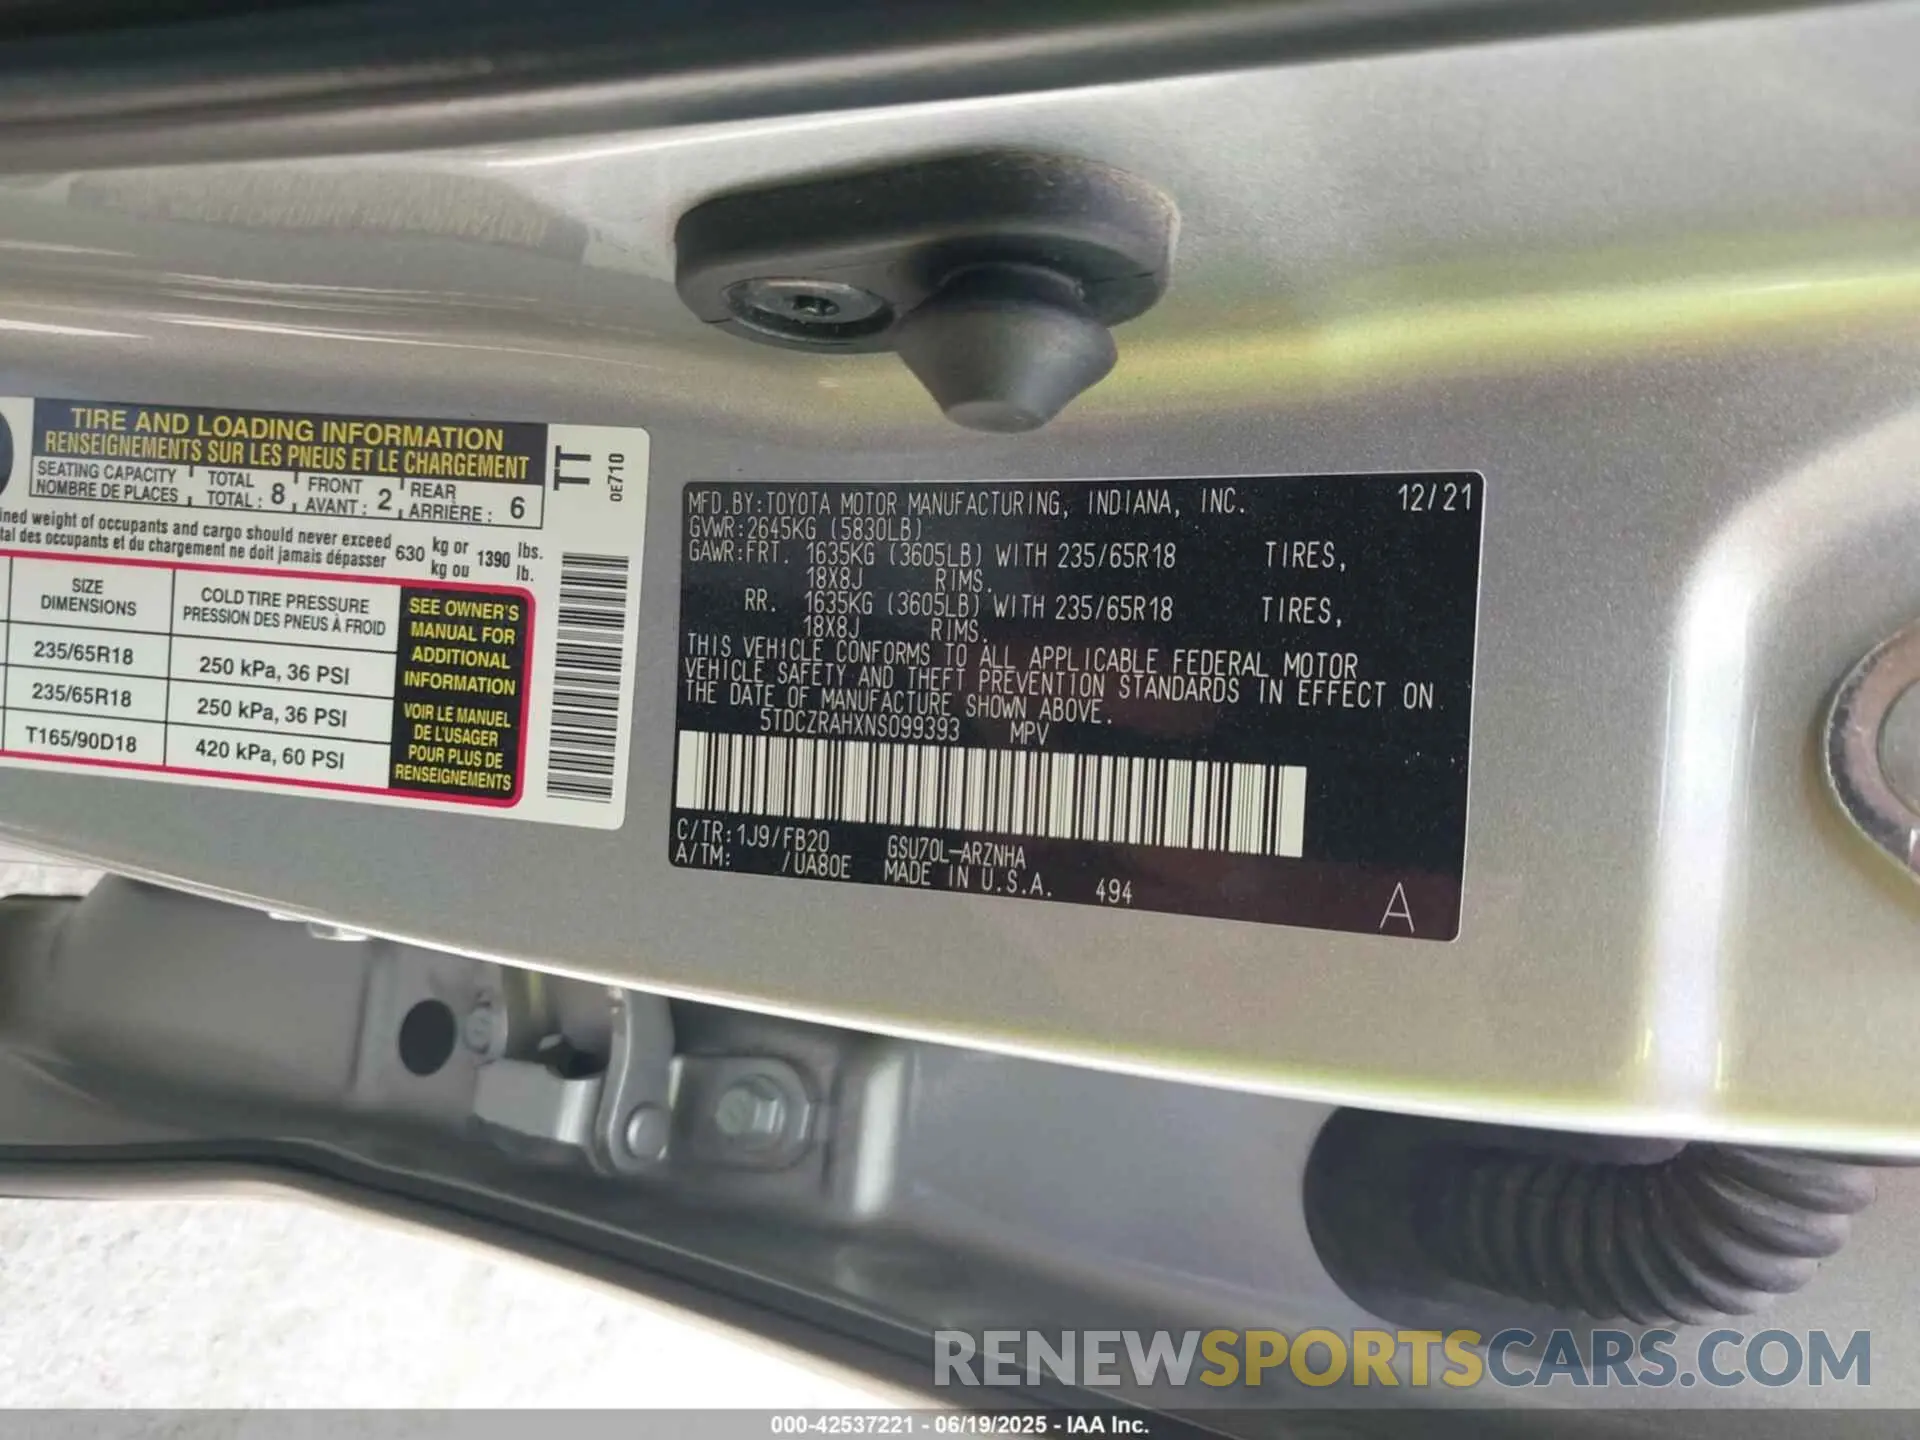 TIRE AND LOADING INFORMATION
RENSEIGNEMENTS SUR LES PNEUS ET LE CHARGEMENT
SEATING CAPACITY
NOMBRE DE PLACES
TOTAL
TOTAL : 8
FRONT
AVANT : 2
REAR
ARRIÈRE : 6
ined weight of occupants and cargo should never exceed
tal des occupants et du chargement ne doit jamais dépasser
630 kg or
kg ou
1390 lbs.
lb.
SIZE
DIMENSIONS
COLD TIRE PRESSURE
PRESSION DES PNEUS À FROID
235/65R18
250 kPa, 36 PSI
235/65R18
250 kPa, 36 PSI
T165/90D18
420 kPa, 60 PSI
SEE OWNER'S
MANUAL FOR
ADDITIONAL
INFORMATION
VOIR LE MANUEL
DE L'USAGER
POUR PLUS DE
RENSEIGNEMENTS
TT
0E710
MFD.BY:TOYOTA MOTOR MANUFACTURING, INDIANA, INC. 12/21
GVWR:2645KG (5830LB)
GAWR:FRT. 1635KG (3605LB) WITH 235/65R18 TIRES,
18X8J RIMS.
RR. 1635KG (3605LB) WITH 235/65R18 TIRES,
18X8J RIMS.
THIS VEHICLE CONFORMS TO ALL APPLICABLE FEDERAL MOTOR
VEHICLE SAFETY AND THEFT PREVENTION STANDARDS IN EFFECT ON
THE DATE OF MANUFACTURE SHOWN ABOVE.
5TDCZRAHXNS099393 MPV
C/TR:1J9/FB20 GSU70L-ARZNHA
A/TM: /UA80E MADE IN U.S.A. 494
A
RENEWSPORTSCARS.COM
000-42537221 - 06/19/2025 - IAA Inc.